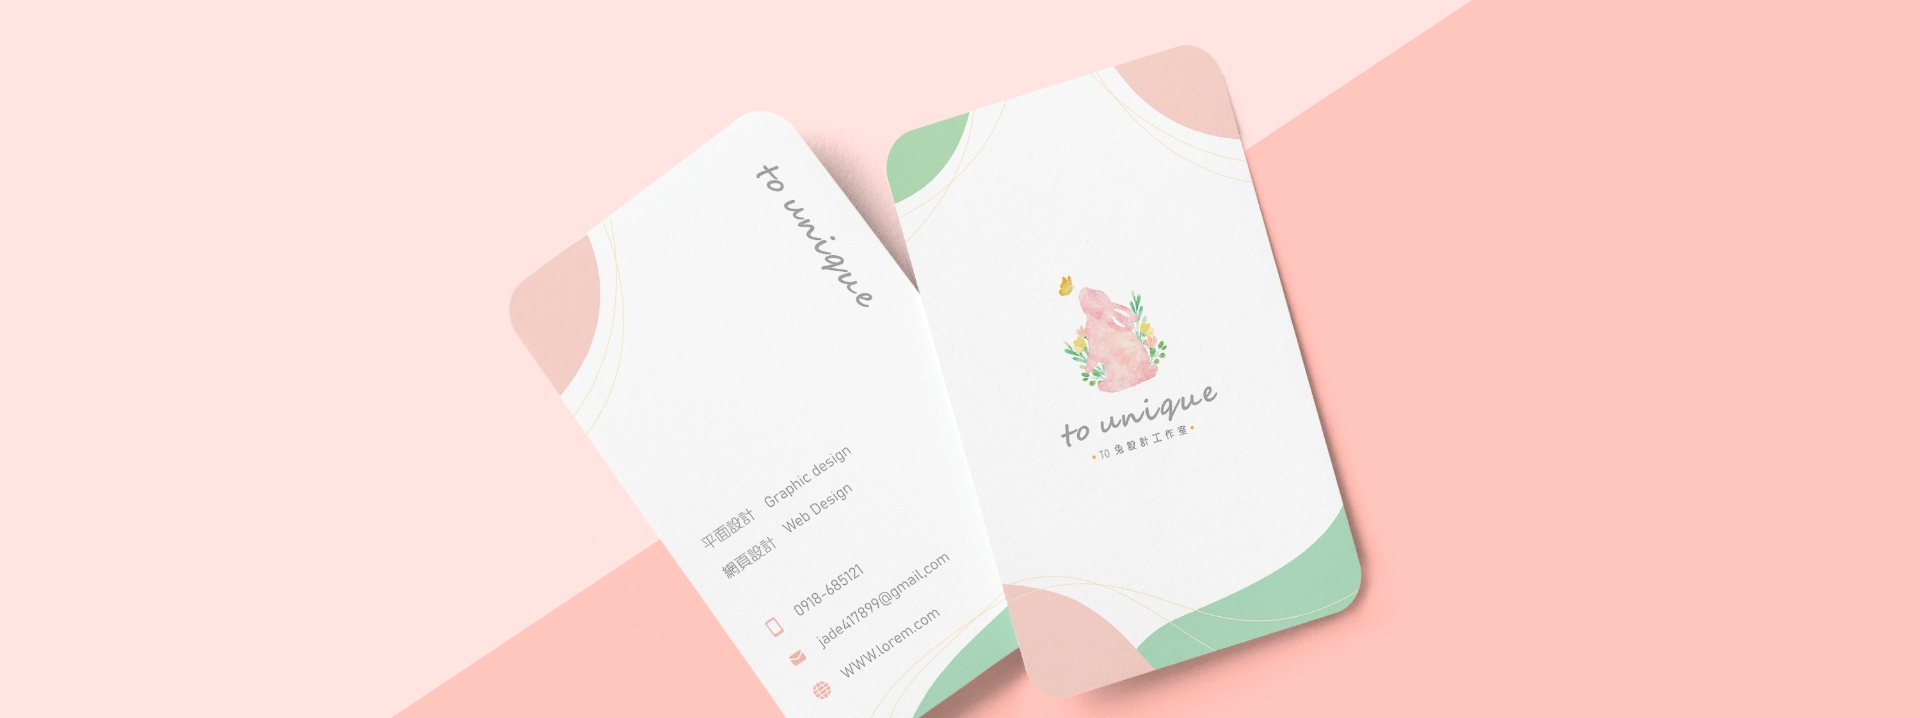 to unique
平面設計 Graphic design
網頁設計 Web Design
0918-685121
jade417899@gmail.com
WWW.lorem.com
to unique
TO 兔設計工作室